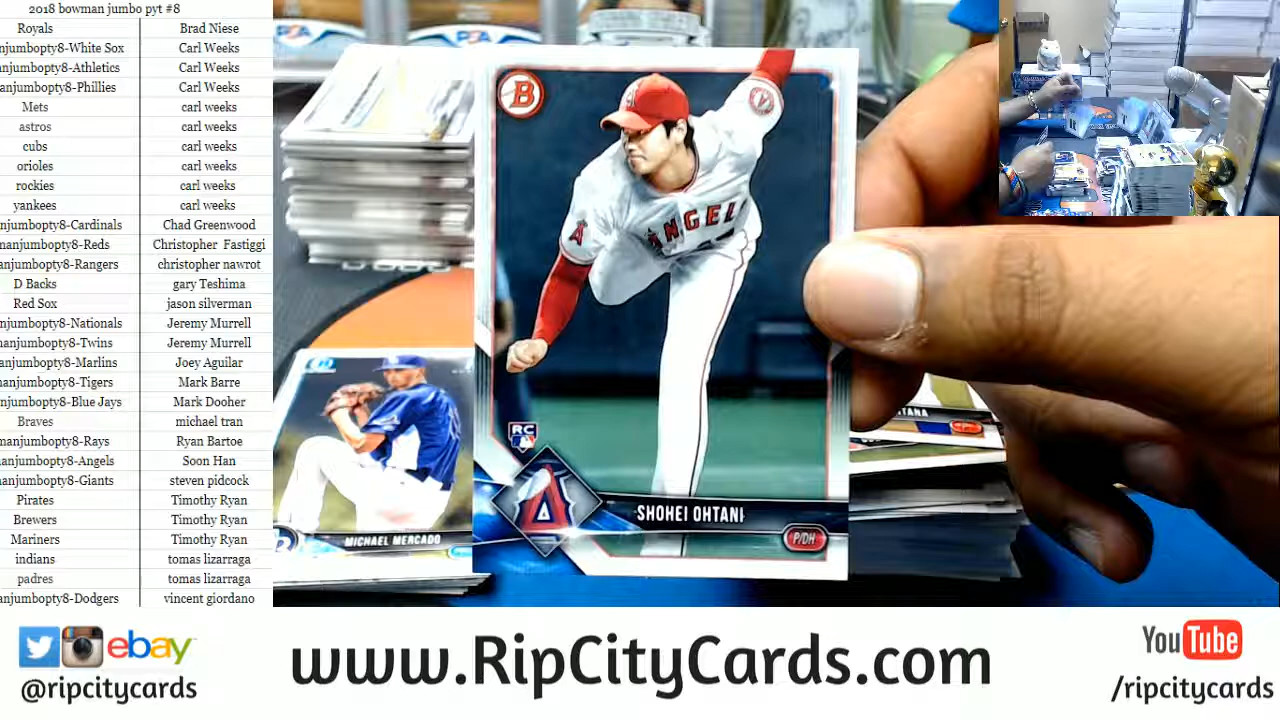 2018 bowman jumbo pyt #8
Royals Brad Niese
anjumbopty8-White Sox Carl Weeks
anjumbopty8-Athletics Carl Weeks
anjumbopty8-Phillies Carl Weeks
Mets carl weeks
astros carl weeks
cubs carl weeks
orioles carl weeks
rockies carl weeks
yankees carl weeks
njumbopty8-Cardinals Chad Greenwood
manjumbopty8-Reds Christopher Fastiggi
anjumbopty8-Rangers christopher nawrot
D Backs gary Teshima
Red Sox jason silverman
njumbopty8-Nationals Jeremy Murrell
anjumbopty8-Twins Jeremy Murrell
anjumbopty8-Marlins Joey Aguilar
anjumbopty8-Tigers Mark Barre
njumbopty8-Blue Jays Mark Dooher
Braves michael tran
manjumbopty8-Rays Ryan Bartoe
anjumbopty8-Angels Soon Han
anjumbopty8-Giants steven pidcock
Pirates Timothy Ryan
Brewers Timothy Ryan
Mariners Timothy Ryan
indians tomas lizarraga
padres tomas lizarraga
anjumbopty8-Dodgers vincent giordano
B
A
ANGELS
RC
A
SHOHEI OHTANI
P/DH
MICHAEL MERCADO
ebay
@ripcitycards
www.RipCityCards.com
YouTube
/ripcitycards